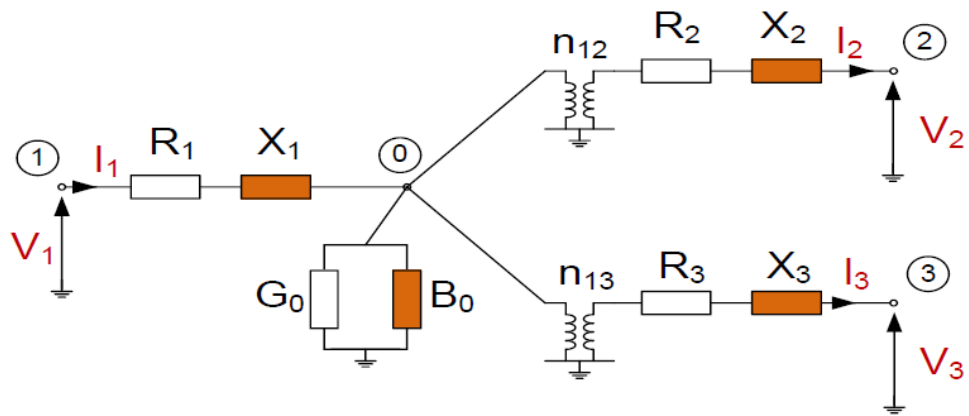 n₁₂ R₂ X₂ I₂ 2
V₂
1 I₁ R₁ X₁ 0
V₁
G₀ B₀
n₁₃ R₃ X₃ I₃ 3
V₃